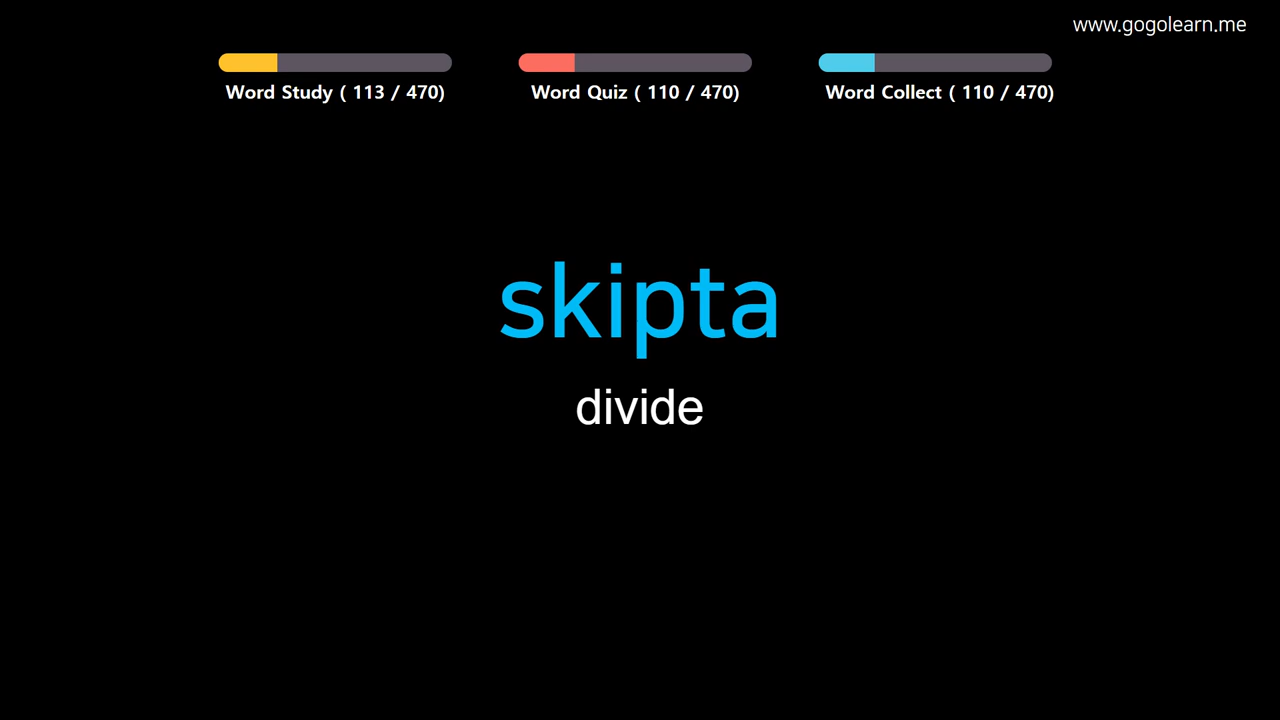 www.gogolearn.me
Word Study ( 113 / 470)
Word Quiz ( 110 / 470)
Word Collect ( 110 / 470)
skipta
divide